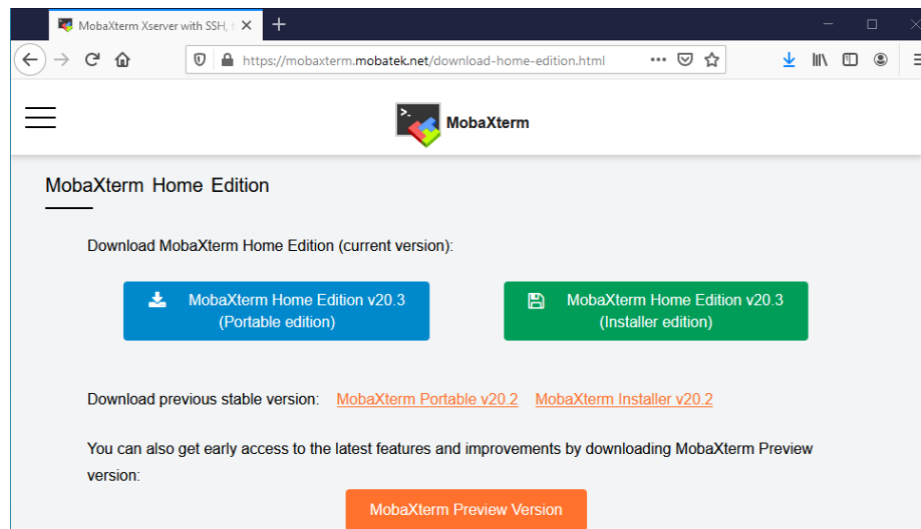 MobaXterm Xserver with SSH, t
https://mobaxterm.mobatek.net/download-home-edition.html
MobaXterm
MobaXterm Home Edition
Download MobaXterm Home Edition (current version):
MobaXterm Home Edition v20.3
(Portable edition)
MobaXterm Home Edition v20.3
(Installer edition)
Download previous stable version: MobaXterm Portable v20.2 MobaXterm Installer v20.2
You can also get early access to the latest features and improvements by downloading MobaXterm Preview
version:
MobaXterm Preview Version